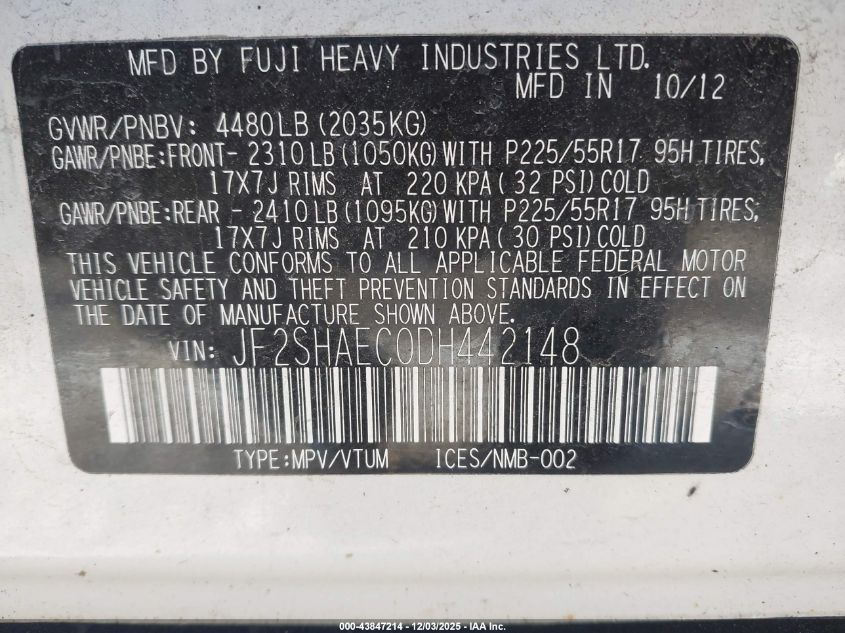 MFD BY FUJI HEAVY INDUSTRIES LTD.
MFD IN 10/12
GVWR/PNBV: 4480LB (2035KG)
GAWR/PNBE:FRONT- 2310LB(1050KG)WITH P225/55R17 95H TIRES,
17X7J RIMS AT 220 KPA( 32 PSI)COLD
GAWR/PNBE:REAR - 2410LB(1095KG)WITH P225/55R17 95H TIRES,
17X7J RIMS AT 210 KPA( 30 PSI)COLD
THIS VEHICLE CONFORMS TO ALL APPLICABLE FEDERAL MOTOR
VEHICLE SAFETY AND THEFT PREVENTION STANDARDS IN EFFECT ON
THE DATE OF MANUFACTURE SHOWN ABOVE.
VIN: JF2SHAEC0DH442148
TYPE:MPV/VTUM ICES/NMB-002
000-43847214 - 12/03/2025 - IAA Inc.